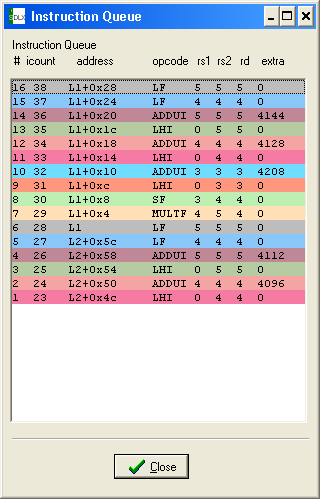 SDLX Instruction Queue
Instruction Queue
# icount address opcode rs1 rs2 rd extra
16 38 L1+0x28 LF 5 5 5 0
15 37 L1+0x24 LF 4 4 4 0
14 36 L1+0x20 ADDUI 5 5 5 4144
13 35 L1+0x1c LHI 0 5 5 0
12 34 L1+0x18 ADDUI 4 4 4 4128
11 33 L1+0x14 LHI 0 4 4 0
10 32 L1+0x10 ADDUI 3 3 3 4208
9 31 L1+0xc LHI 0 3 3 0
8 30 L1+0x8 SF 3 4 4 0
7 29 L1+0x4 MULTF 4 5 4 0
6 28 L1 LF 5 5 5 0
5 27 L2+0x5c LF 4 4 4 0
4 26 L2+0x58 ADDUI 5 5 5 4112
3 25 L2+0x54 LHI 0 5 5 0
2 24 L2+0x50 ADDUI 4 4 4 4096
1 23 L2+0x4c LHI 0 4 4 0
Close